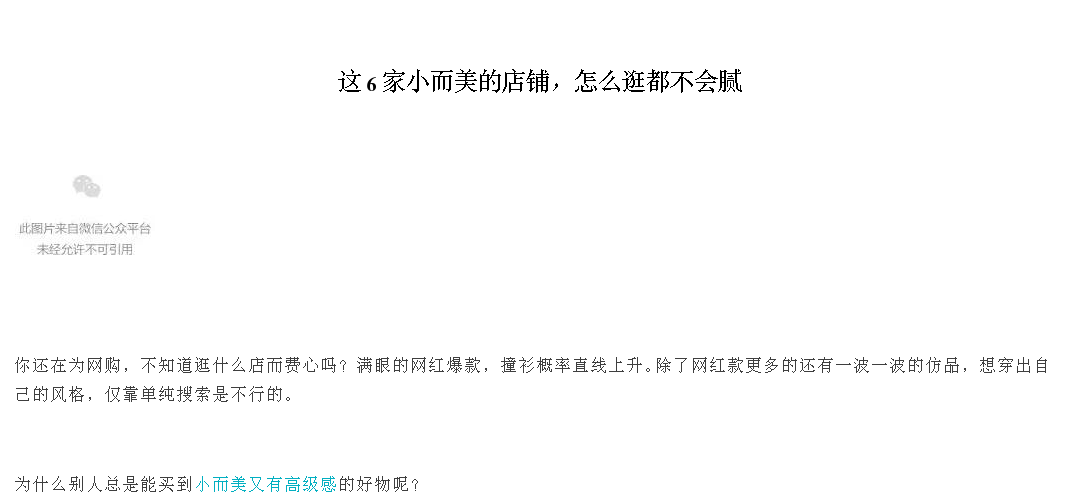 这 6 家小而美的店铺，怎么逛都不会腻
此图片来自微信公众平台
未经允许不可引用
你还在为网购，不知道逛什么店而费心吗？满眼的网红爆款，撞衫概率直线上升。除了网红款更多的还有一波一波的仿品，想穿出自
己的风格，仅靠单纯搜索是不行的。
为什么别人总是能买到小而美又有高级感的好物呢？